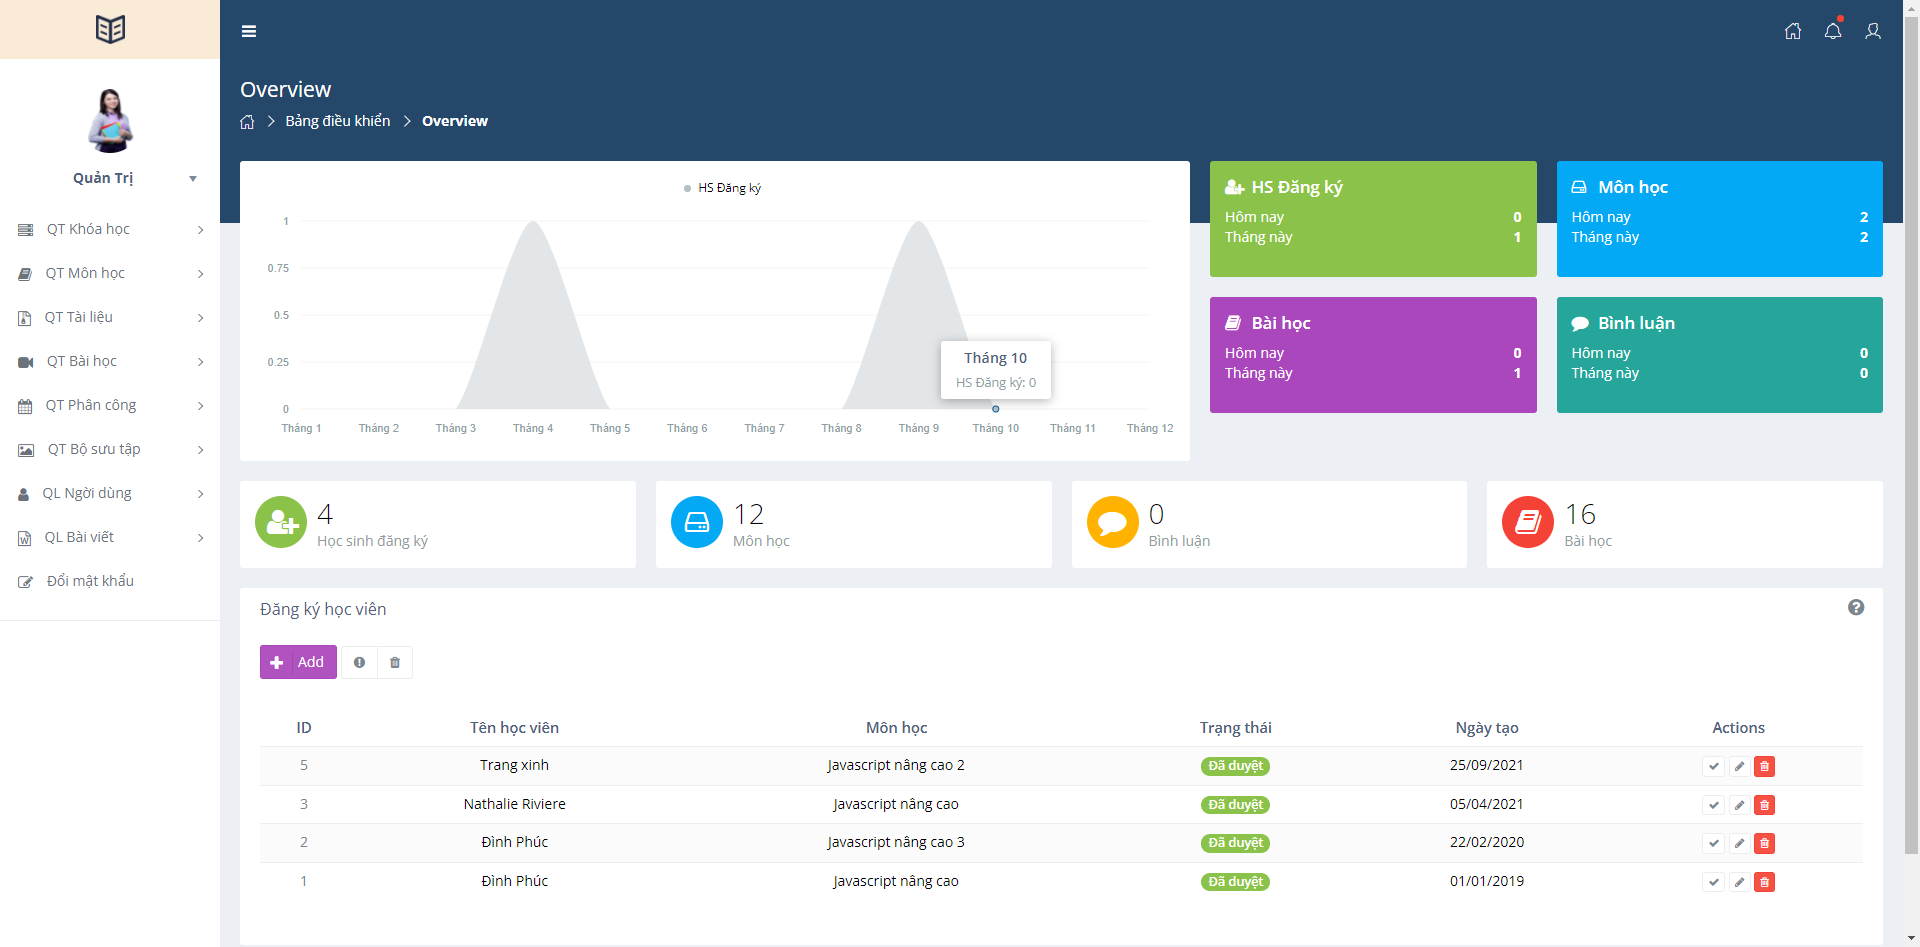 Quản Trị
QT Khóa học
QT Môn học
QT Tài liệu
QT Bài học
QT Phân công
QT Bộ sưu tập
QL Ngời dùng
QL Bài viết
Đổi mật khẩu
Overview
Bảng điều khiển Overview
HS Đăng ký
1
0.75
0.5
0.25
0
Tháng 10
HS Đăng ký: 0
Tháng 1 Tháng 2 Tháng 3 Tháng 4 Tháng 5 Tháng 6 Tháng 7 Tháng 8 Tháng 9 Tháng 10 Tháng 11 Tháng 12
HS Đăng ký
Hôm nay 0
Tháng này 1
Môn học
Hôm nay 2
Tháng này 2
Bài học
Hôm nay 0
Tháng này 1
Bình luận
Hôm nay 0
Tháng này 0
4
Học sinh đăng ký
12
Môn học
0
Bình luận
16
Bài học
Đăng ký học viên
Add
ID Tên học viên Môn học Trạng thái Ngày tạo Actions
5 Trang xinh Javascript nâng cao 2 Đã duyệt 25/09/2021
3 Nathalie Riviere Javascript nâng cao Đã duyệt 05/04/2021
2 Đình Phúc Javascript nâng cao 3 Đã duyệt 22/02/2020
1 Đình Phúc Javascript nâng cao Đã duyệt 01/01/2019